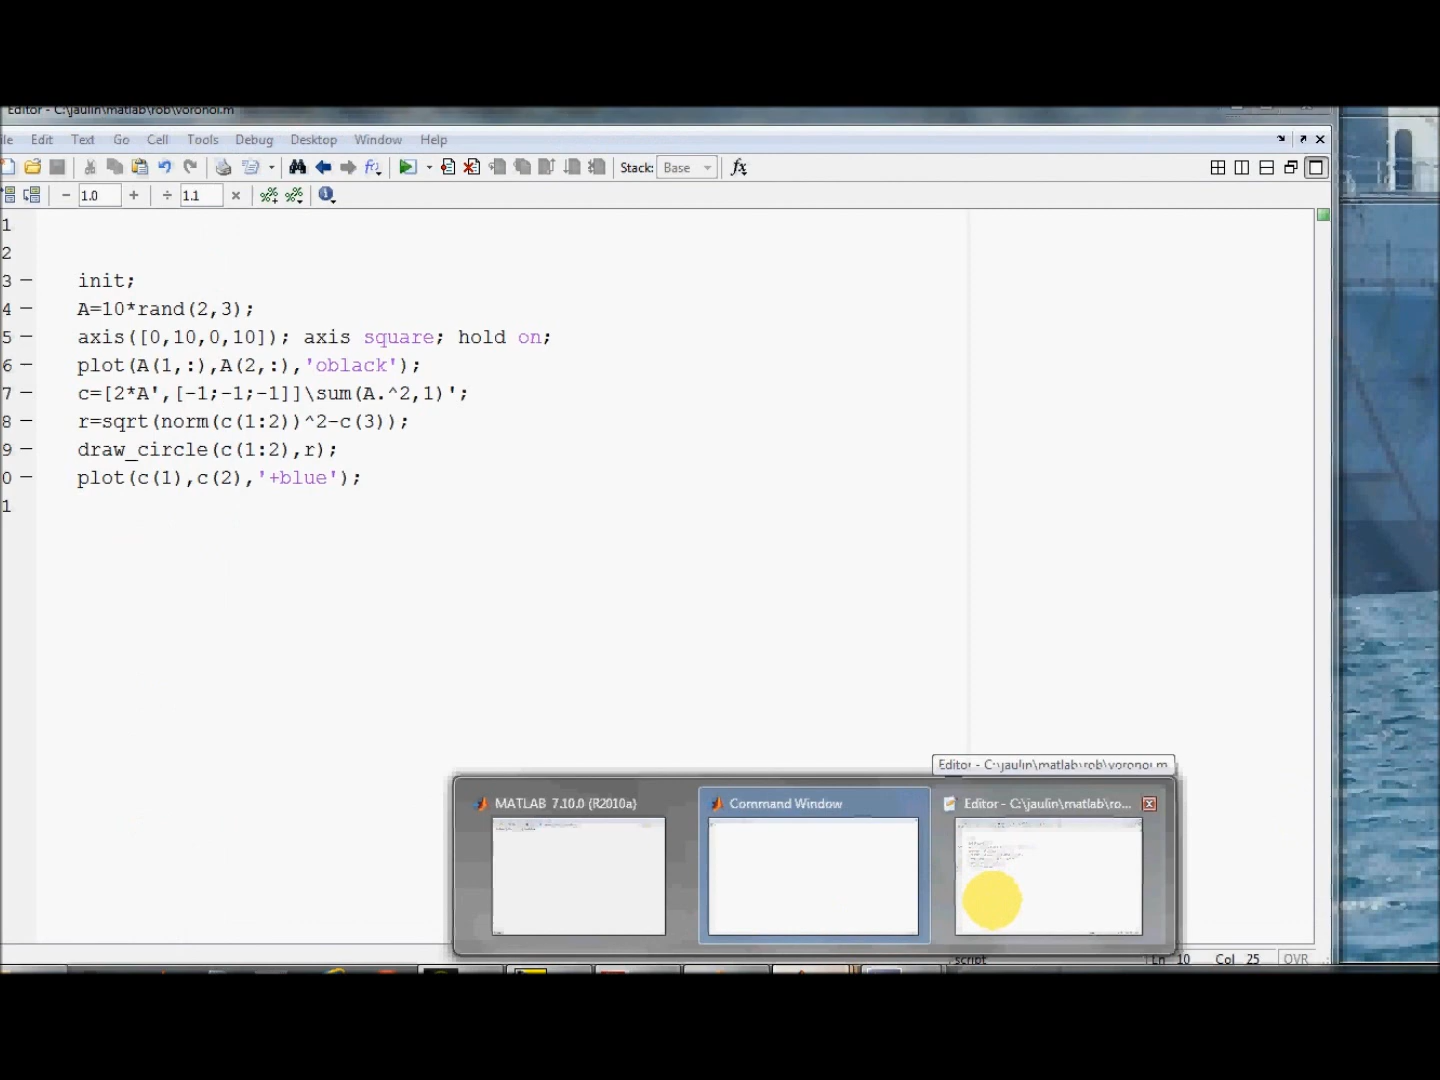 Editor - C:\jaulin\matlab\rob\voronoi.m
Edit Text Go Cell Tools Debug Desktop Window Help
Stack: Base fx
1.0 + ÷ 1.1 ×
1
2
3 – init;
4 – A=10*rand(2,3);
5 – axis([0,10,0,10]); axis square; hold on;
6 – plot(A(1,:),A(2,:),'oblack');
7 – c=[2*A',[-1;-1;-1]]\sum(A.^2,1)';
8 – r=sqrt(norm(c(1:2))^2-c(3));
9 – draw_circle(c(1:2),r);
0 – plot(c(1),c(2),'+blue');
1
Editor - C:\jaulin\matlab\rob\voronoi.m
MATLAB 7.10.0 (R2010a)
Command Window
Editor - C:\jaulin\matlab\ro...
script Ln 10 Col 25 OVR